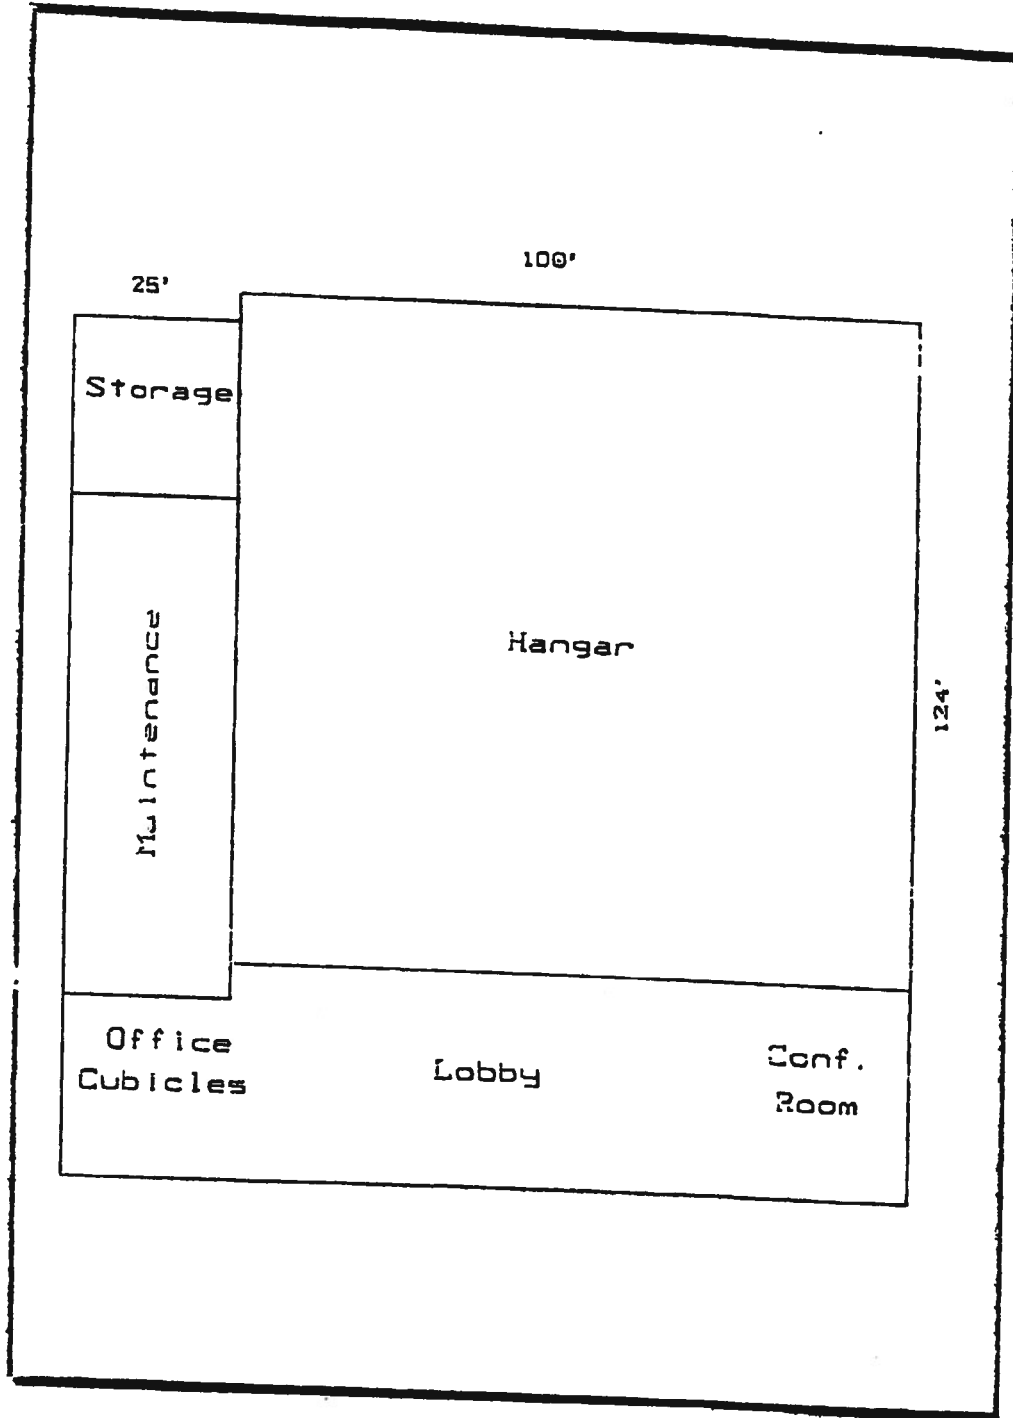 100'
25'
Storage
Hangar
Maintenance
124'
Office
Cubicles
Lobby
Conf.
Room